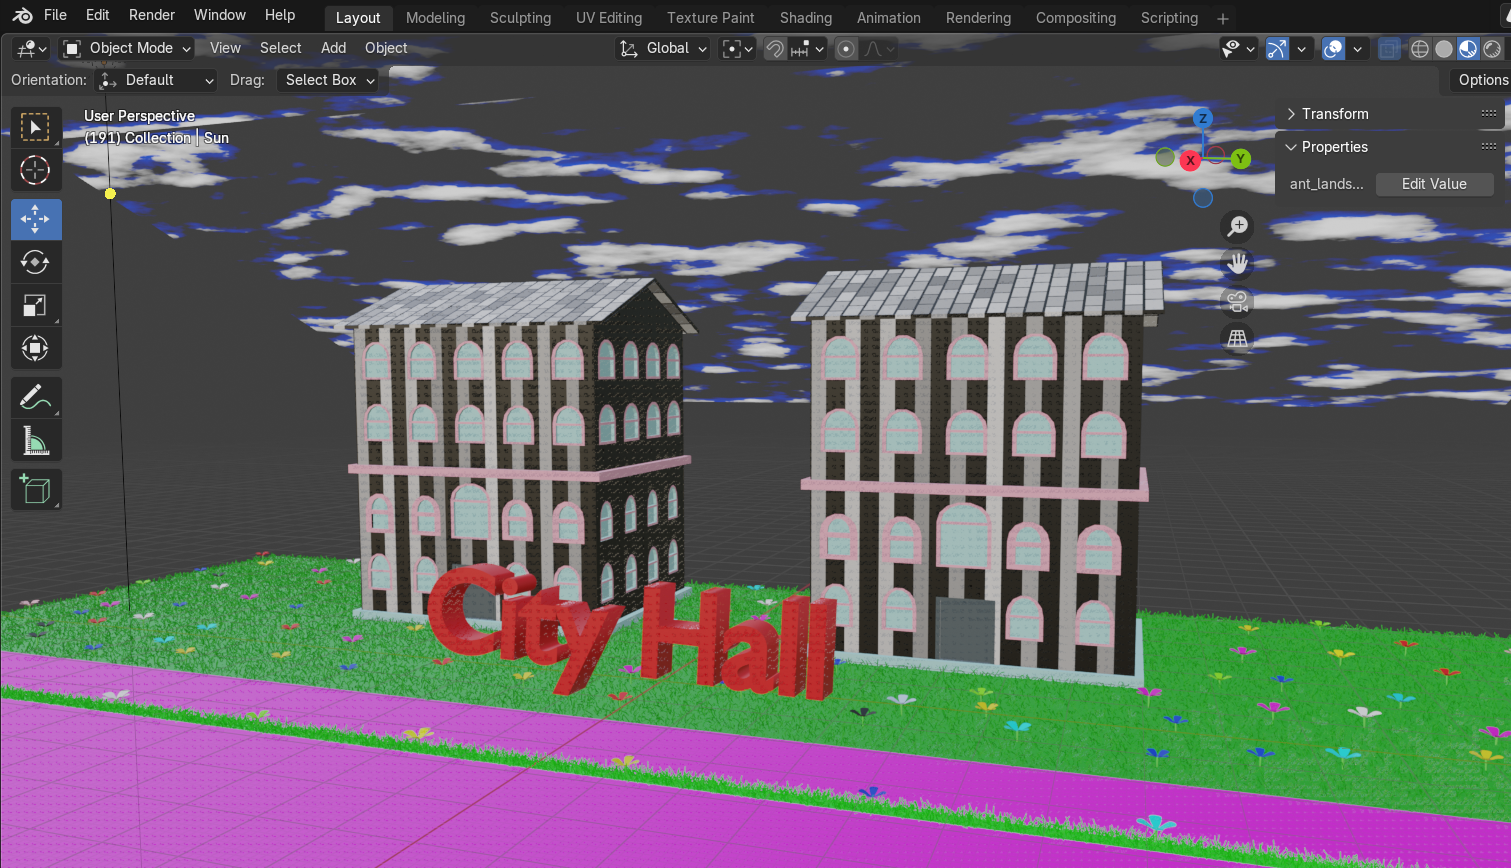 File Edit Render Window Help Layout Modeling Sculpting UV Editing Texture Paint Shading Animation Rendering Compositing Scripting +
Object Mode View Select Add Object Global
Orientation: Default Drag: Select Box Options
User Perspective
(191) Collection | Sun
Transform
Properties
ant_lands... Edit Value
Z
X
Y
City Hall